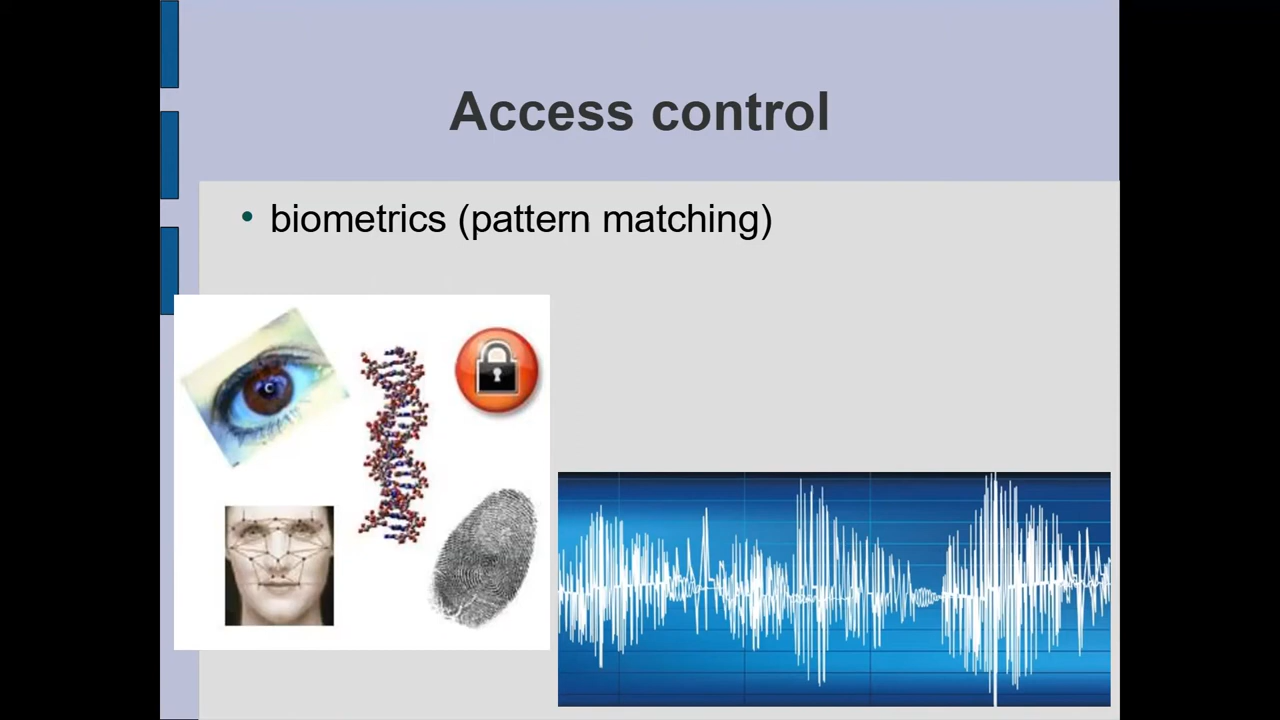 Access control
• biometrics (pattern matching)